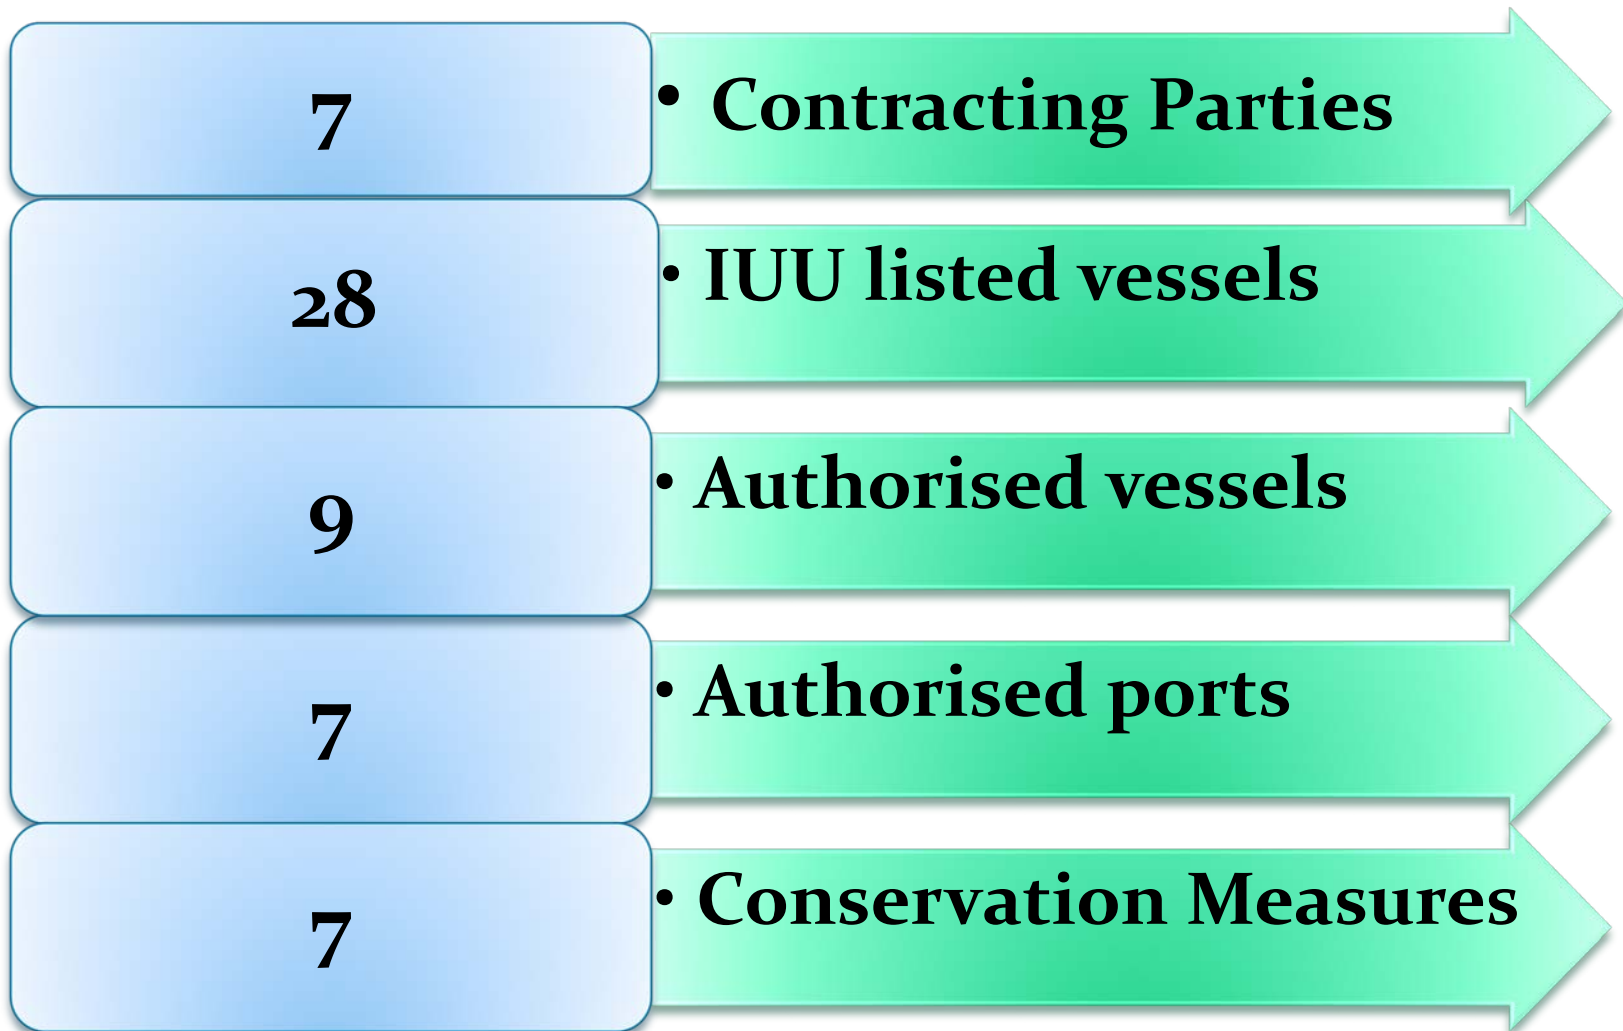 7
• Contracting Parties
28
• IUU listed vessels
9
• Authorised vessels
7
• Authorised ports
7
• Conservation Measures